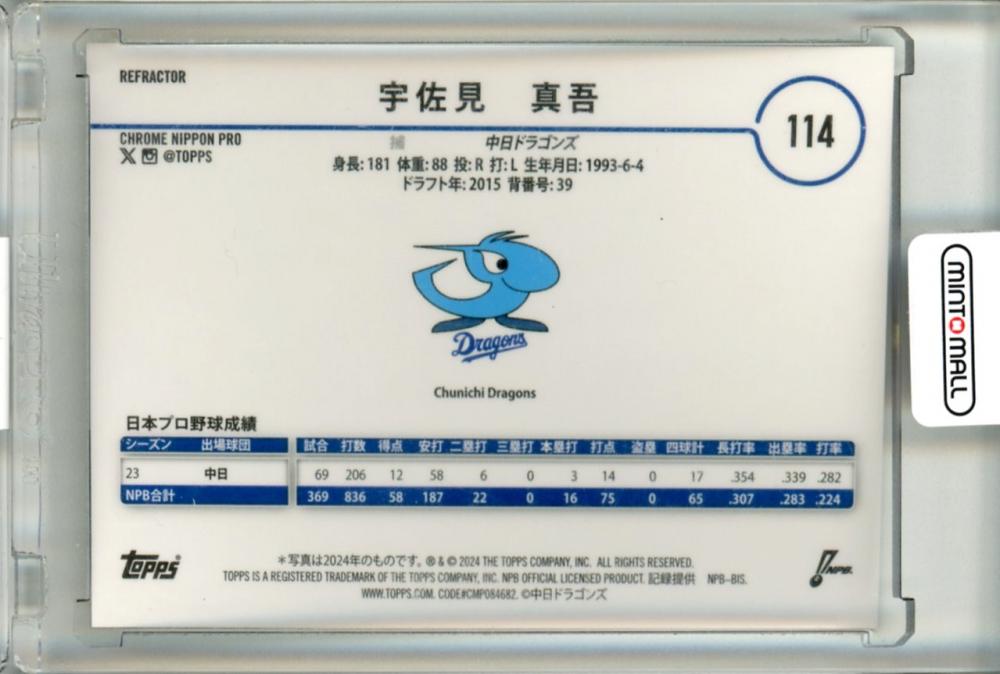 REFRACTOR
宇佐見 真吾
114
CHROME NIPPON PRO
@TOPPS
捕 中日ドラゴンズ
身長: 181 体重: 88 投: R 打: L 生年月日: 1993-6-4
ドラフト年: 2015 背番号: 39
Dragons
Chunichi Dragons
日本プロ野球成績
シーズン 出場球団 試合 打数 得点 安打 二塁打 三塁打 本塁打 打点 盗塁 四球計 長打率 出塁率 打率
23 中日 69 206 12 58 6 0 3 14 0 17 .354 .339 .282
NPB合計 369 836 58 187 22 0 16 75 0 65 .307 .283 .224
topps
＊写真は2024年のものです。 ® & © 2024 THE TOPPS COMPANY, INC. ALL RIGHTS RESERVED.
TOPPS IS A REGISTERED TRADEMARK OF THE TOPPS COMPANY, INC. NPB OFFICIAL LICENSED PRODUCT. 記録提供 NPB-BIS.
WWW.TOPPS.COM. CODE#CMP084682. ©中日ドラゴンズ
NPB
MINT MALL